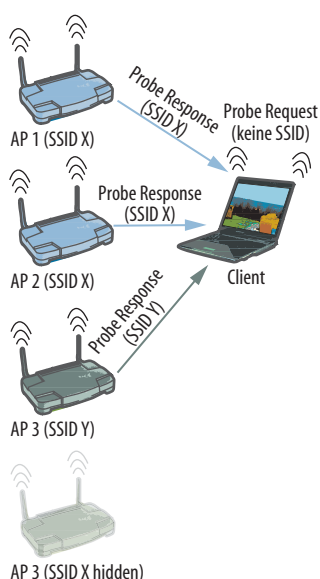 Probe Response
(SSID X)
Probe Request
(keine SSID)
AP 1 (SSID X)
Probe Response
(SSID X)
AP 2 (SSID X)
Client
Probe Response
(SSID Y)
AP 3 (SSID Y)
AP 3 (SSID X hidden)